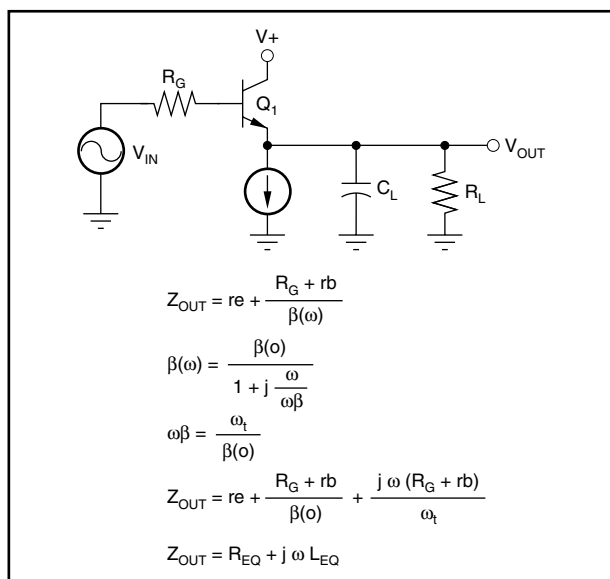 V+
R_G
Q_1
V_IN
V_OUT
C_L
R_L
Z_OUT = re + (R_G + rb) / β(ω)
β(ω) = β(o) / (1 + j ω/ωβ)
ωβ = ω_t / β(o)
Z_OUT = re + (R_G + rb) / β(o) + j ω (R_G + rb) / ω_t
Z_OUT = R_EQ + j ω L_EQ